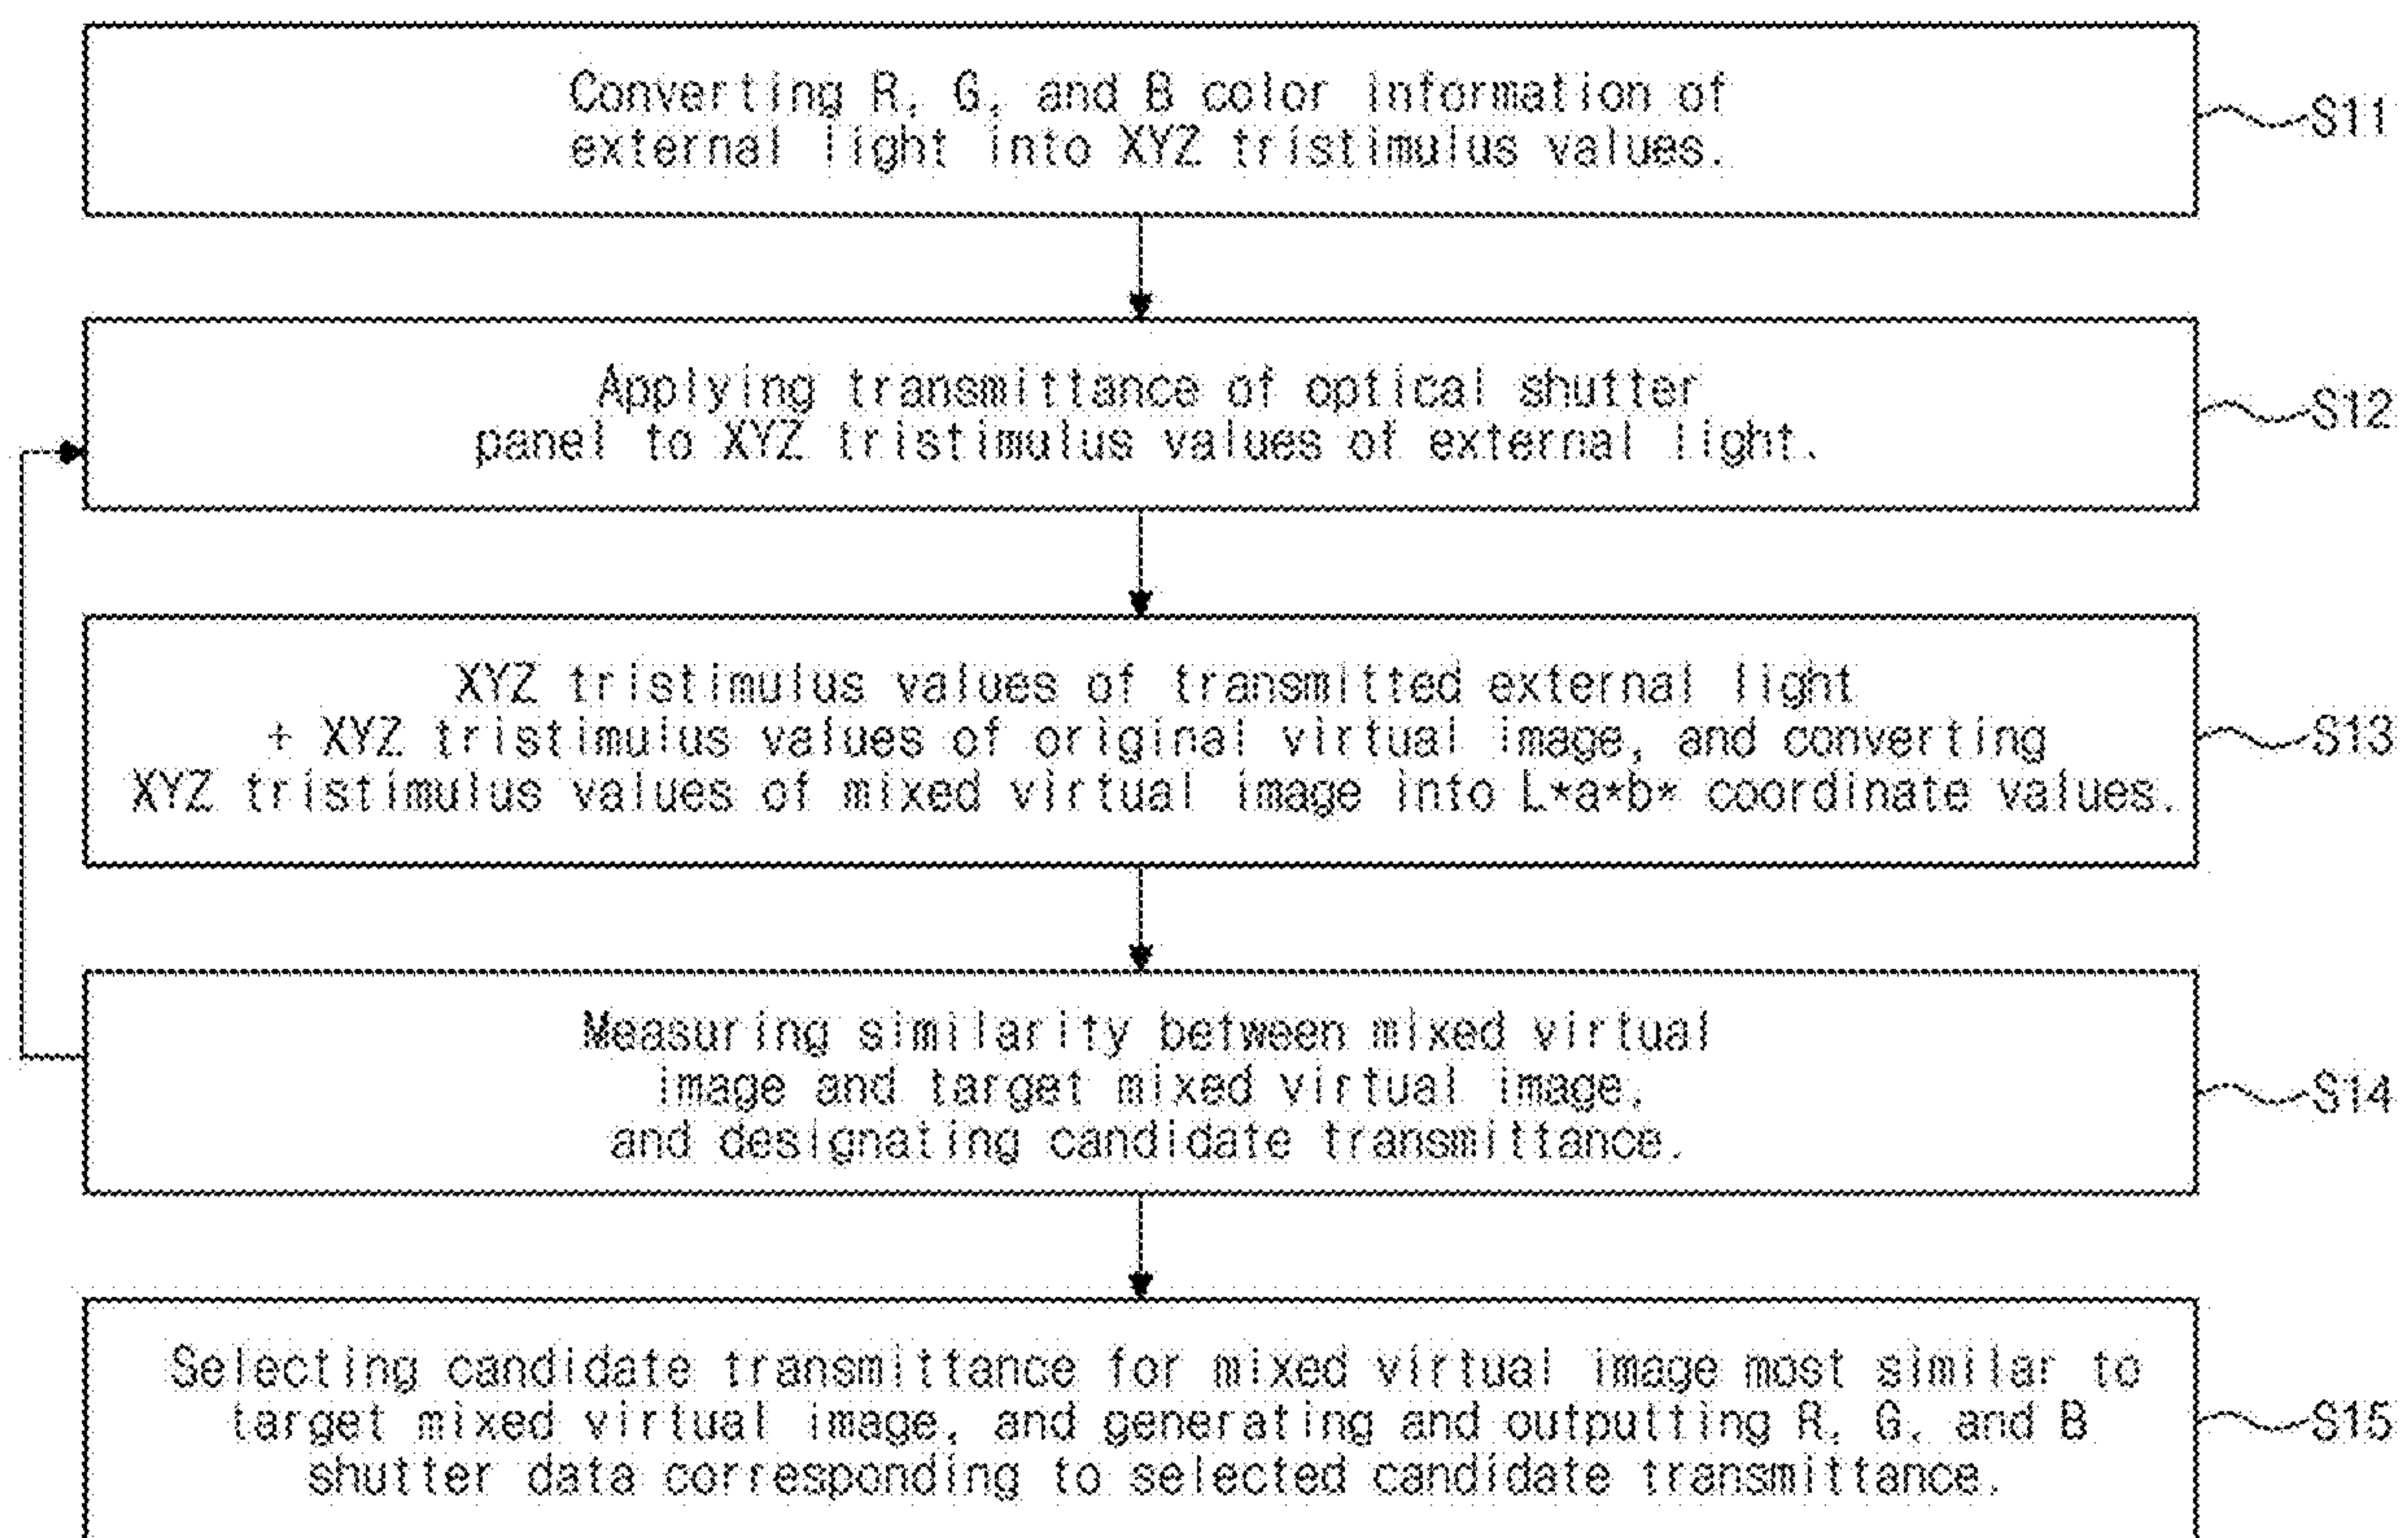 Converting R, G, and B color information of
external light into XYZ tristimulus values.
S11
Applying transmittance of optical shutter
panel to XYZ tristimulus values of external light.
S12
XYZ tristimulus values of transmitted external light
+ XYZ tristimulus values of original virtual image, and converting
XYZ tristimulus values of mixed virtual image into L*a*b* coordinate values.
S13
Measuring similarity between mixed virtual
image and target mixed virtual image,
and designating candidate transmittance.
S14
Selecting candidate transmittance for mixed virtual image most similar to
target mixed virtual image, and generating and outputting R, G, and B
shutter data corresponding to selected candidate transmittance.
S15